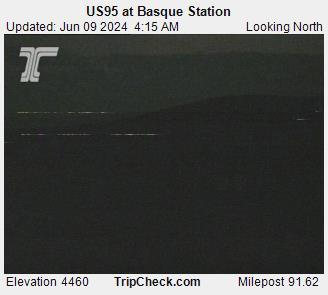 US95 at Basque Station
Updated: Jun 09 2024  4:15 AM Looking North
Elevation 4460 TripCheck.com Milepost 91.62